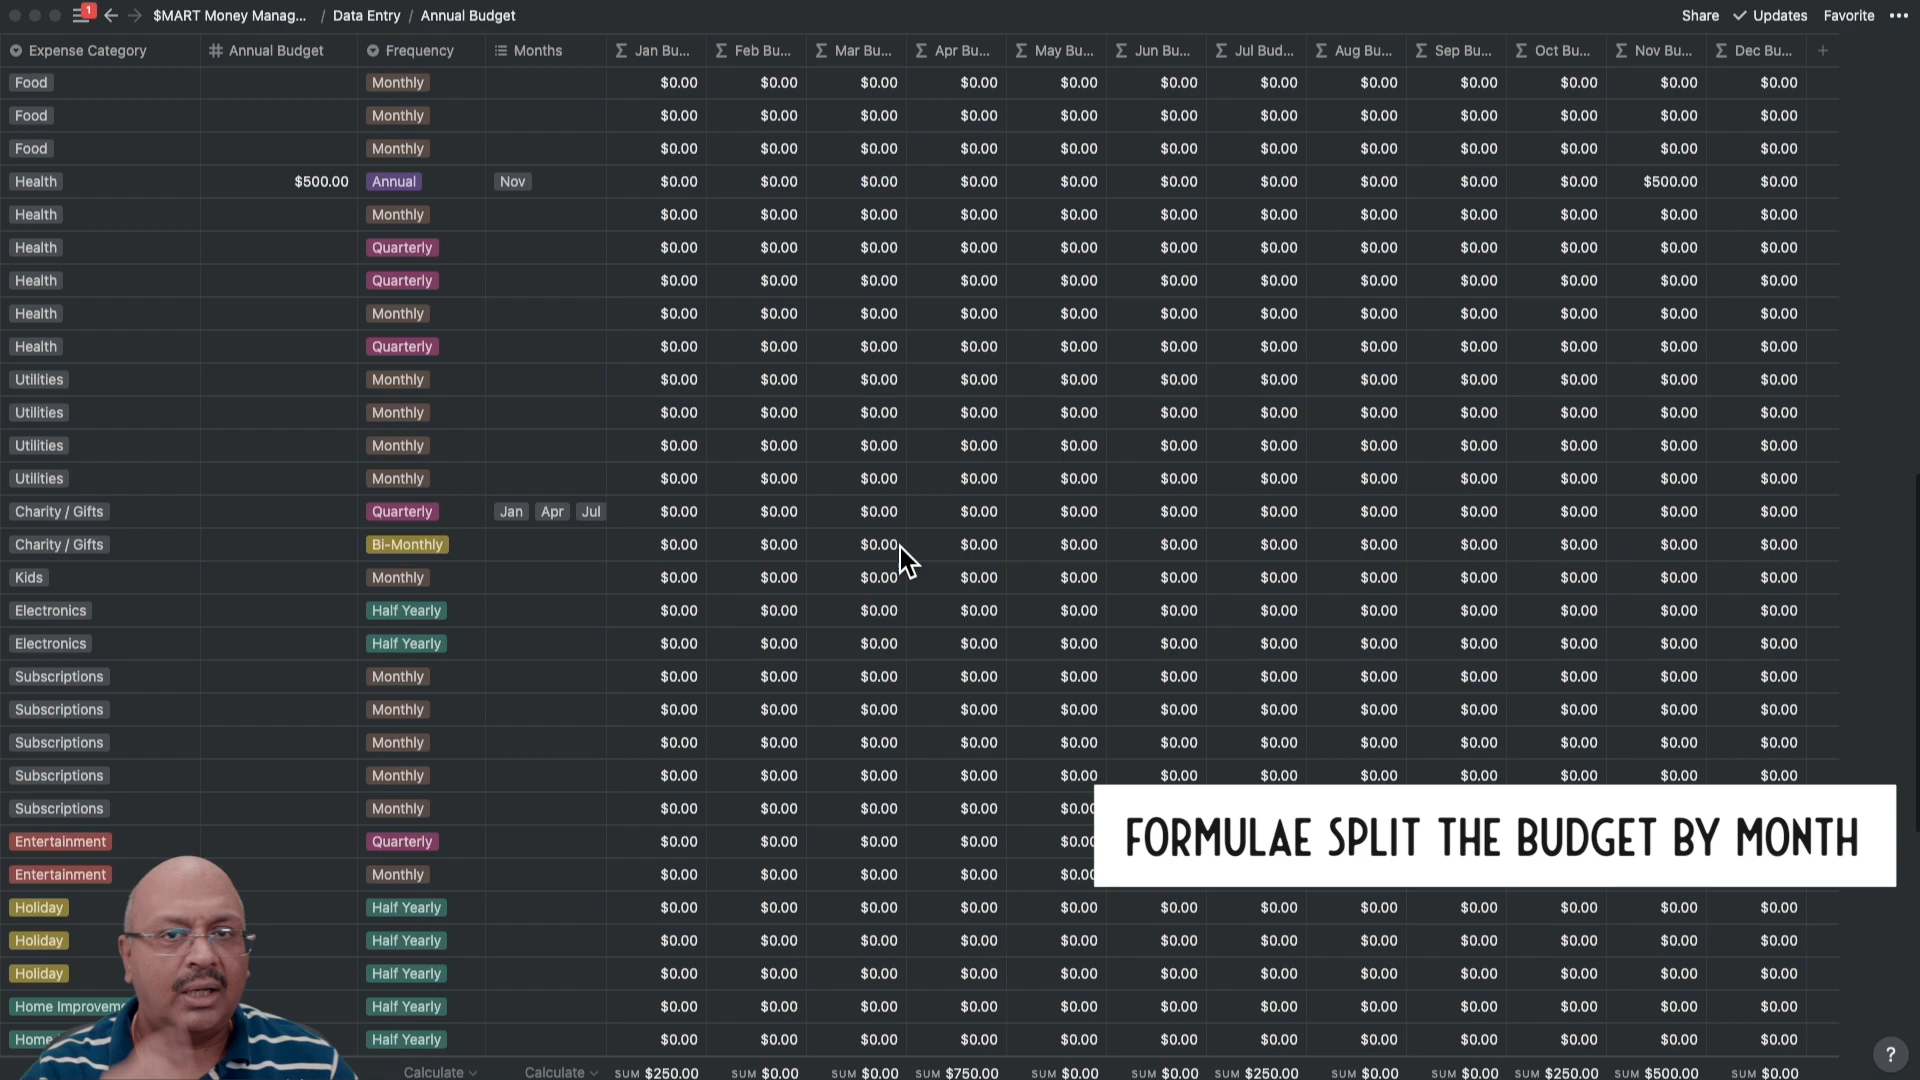 1 $MART Money Manag... / Data Entry / Annual Budget Share Updates Favorite
Expense Category Annual Budget Frequency Months Jan Bu... Feb Bu... Mar Bu... Apr Bu... May Bu... Jun Bu... Jul Bud... Aug Bu... Sep Bu... Oct Bu... Nov Bu... Dec Bu... +
Food Monthly $0.00 $0.00 $0.00 $0.00 $0.00 $0.00 $0.00 $0.00 $0.00 $0.00 $0.00 $0.00
Food Monthly $0.00 $0.00 $0.00 $0.00 $0.00 $0.00 $0.00 $0.00 $0.00 $0.00 $0.00 $0.00
Food Monthly $0.00 $0.00 $0.00 $0.00 $0.00 $0.00 $0.00 $0.00 $0.00 $0.00 $0.00 $0.00
Health $500.00 Annual Nov $0.00 $0.00 $0.00 $0.00 $0.00 $0.00 $0.00 $0.00 $0.00 $0.00 $500.00 $0.00
Health Monthly $0.00 $0.00 $0.00 $0.00 $0.00 $0.00 $0.00 $0.00 $0.00 $0.00 $0.00 $0.00
Health Quarterly $0.00 $0.00 $0.00 $0.00 $0.00 $0.00 $0.00 $0.00 $0.00 $0.00 $0.00 $0.00
Health Quarterly $0.00 $0.00 $0.00 $0.00 $0.00 $0.00 $0.00 $0.00 $0.00 $0.00 $0.00 $0.00
Health Monthly $0.00 $0.00 $0.00 $0.00 $0.00 $0.00 $0.00 $0.00 $0.00 $0.00 $0.00 $0.00
Health Quarterly $0.00 $0.00 $0.00 $0.00 $0.00 $0.00 $0.00 $0.00 $0.00 $0.00 $0.00 $0.00
Utilities Monthly $0.00 $0.00 $0.00 $0.00 $0.00 $0.00 $0.00 $0.00 $0.00 $0.00 $0.00 $0.00
Utilities Monthly $0.00 $0.00 $0.00 $0.00 $0.00 $0.00 $0.00 $0.00 $0.00 $0.00 $0.00 $0.00
Utilities Monthly $0.00 $0.00 $0.00 $0.00 $0.00 $0.00 $0.00 $0.00 $0.00 $0.00 $0.00 $0.00
Utilities Monthly $0.00 $0.00 $0.00 $0.00 $0.00 $0.00 $0.00 $0.00 $0.00 $0.00 $0.00 $0.00
Charity / Gifts Quarterly Jan Apr Jul $0.00 $0.00 $0.00 $0.00 $0.00 $0.00 $0.00 $0.00 $0.00 $0.00 $0.00 $0.00
Charity / Gifts Bi-Monthly $0.00 $0.00 $0.00 $0.00 $0.00 $0.00 $0.00 $0.00 $0.00 $0.00 $0.00 $0.00
Kids Monthly $0.00 $0.00 $0.00 $0.00 $0.00 $0.00 $0.00 $0.00 $0.00 $0.00 $0.00 $0.00
Electronics Half Yearly $0.00 $0.00 $0.00 $0.00 $0.00 $0.00 $0.00 $0.00 $0.00 $0.00 $0.00 $0.00
Electronics Half Yearly $0.00 $0.00 $0.00 $0.00 $0.00 $0.00 $0.00 $0.00 $0.00 $0.00 $0.00 $0.00
Subscriptions Monthly $0.00 $0.00 $0.00 $0.00 $0.00 $0.00 $0.00 $0.00 $0.00 $0.00 $0.00 $0.00
Subscriptions Monthly $0.00 $0.00 $0.00 $0.00 $0.00 $0.00 $0.00 $0.00 $0.00 $0.00 $0.00 $0.00
Subscriptions Monthly $0.00 $0.00 $0.00 $0.00 $0.00 $0.00 $0.00 $0.00 $0.00 $0.00 $0.00 $0.00
Subscriptions Monthly $0.00 $0.00 $0.00 $0.00 $0.00 $0.00 $0.00 $0.00 $0.00 $0.00 $0.00 $0.00
Subscriptions Monthly $0.00 $0.00 $0.00 $0.00 $0.00
FORMULAE SPLIT THE BUDGET BY MONTH
Entertainment Quarterly $0.00 $0.00 $0.00 $0.00 $0.00
Entertainment Monthly $0.00 $0.00 $0.00 $0.00 $0.00
Holiday Half Yearly $0.00 $0.00 $0.00 $0.00 $0.00 $0.00 $0.00 $0.00 $0.00 $0.00 $0.00 $0.00
Holiday Half Yearly $0.00 $0.00 $0.00 $0.00 $0.00 $0.00 $0.00 $0.00 $0.00 $0.00 $0.00 $0.00
Holiday Half Yearly $0.00 $0.00 $0.00 $0.00 $0.00 $0.00 $0.00 $0.00 $0.00 $0.00 $0.00 $0.00
Home Improveme Half Yearly $0.00 $0.00 $0.00 $0.00 $0.00 $0.00 $0.00 $0.00 $0.00 $0.00 $0.00 $0.00
Home Half Yearly $0.00 $0.00 $0.00 $0.00 $0.00 $0.00 $0.00 $0.00 $0.00 $0.00 $0.00 $0.00
Calculate Calculate SUM $250.00 SUM $0.00 SUM $0.00 SUM $750.00 SUM $0.00 SUM $0.00 SUM $250.00 SUM $0.00 SUM $0.00 SUM $250.00 SUM $500.00 SUM $0.00
?